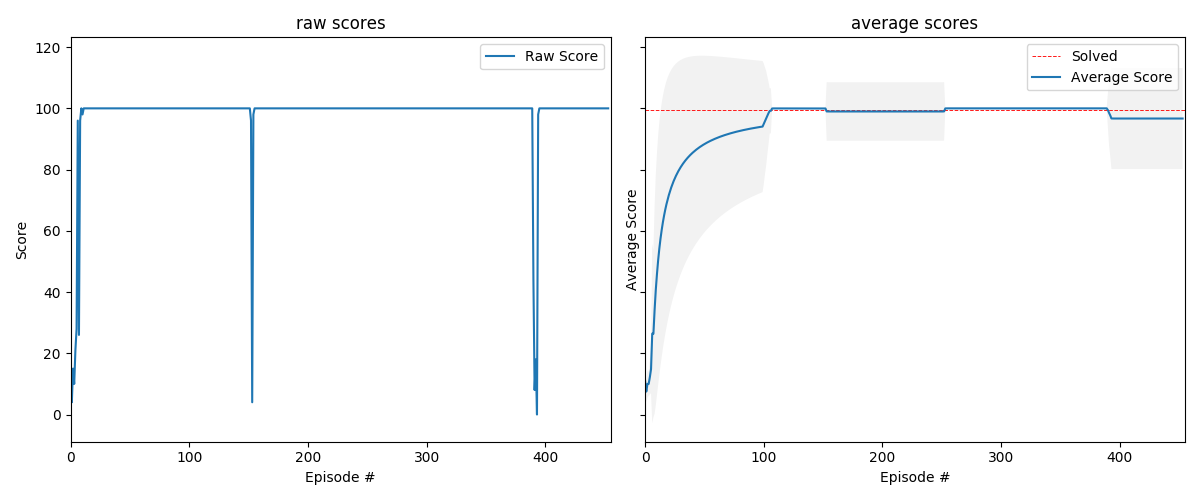 raw scores
Score
120
100
80
60
40
20
0
Raw Score
0 100 200 300 400
Episode #
average scores
Average Score
Solved
Average Score
0 100 200 300 400
Episode #